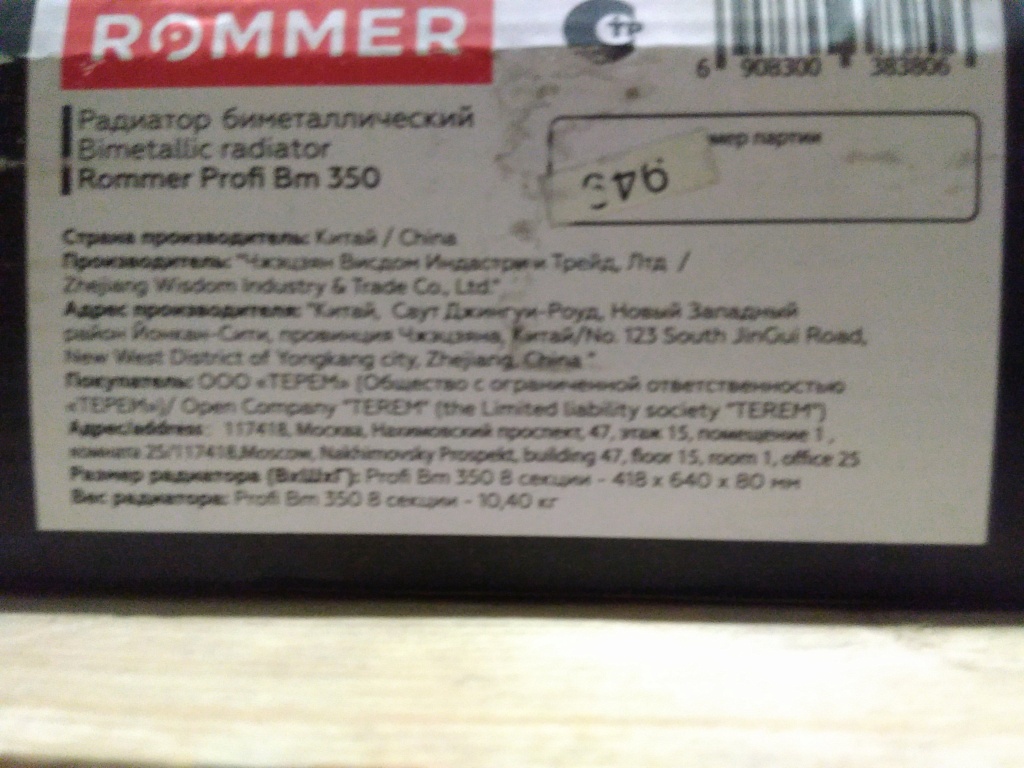 ROMMER
TP
6 908300 383806
Радиатор биметаллический
Bimetallic radiator
Rommer Profi Bm 350
мер партии
945
Страна производитель: Китай / China
Производитель: "Чжэцзян Висдом Индастри и Трейд, Лтд /
Zhejiang Wisdom Industry & Trade Co., Ltd."
Адрес производителя: "Китай, Саут Джингуи-Роуд, Новый Западный
район Йонкан-Сити, провинция Чжэцзяна, Китай/No. 123 South JinGui Road,
New West District of Yongkang city, Zhejiang, China."
Покупатель: ООО «ТЕРЕМ» (Общество с ограниченной ответственностью
«ТЕРЕМ»)/ Open Company "TEREM" (the Limited liability society "TEREM")
Адрес/address: 117418, Москва, Нахимовский проспект, 47, этаж 15, помещение 1,
комната 25/117418,Moscow, Nakhimovsky Prospekt, building 47, floor 15, room 1, office 25
Размер радиатора (ВхШхГ): Profi Bm 350 8 секции - 418 x 640 x 80 мм
Вес радиатора: Profi Bm 350 8 секции - 10,40 кг